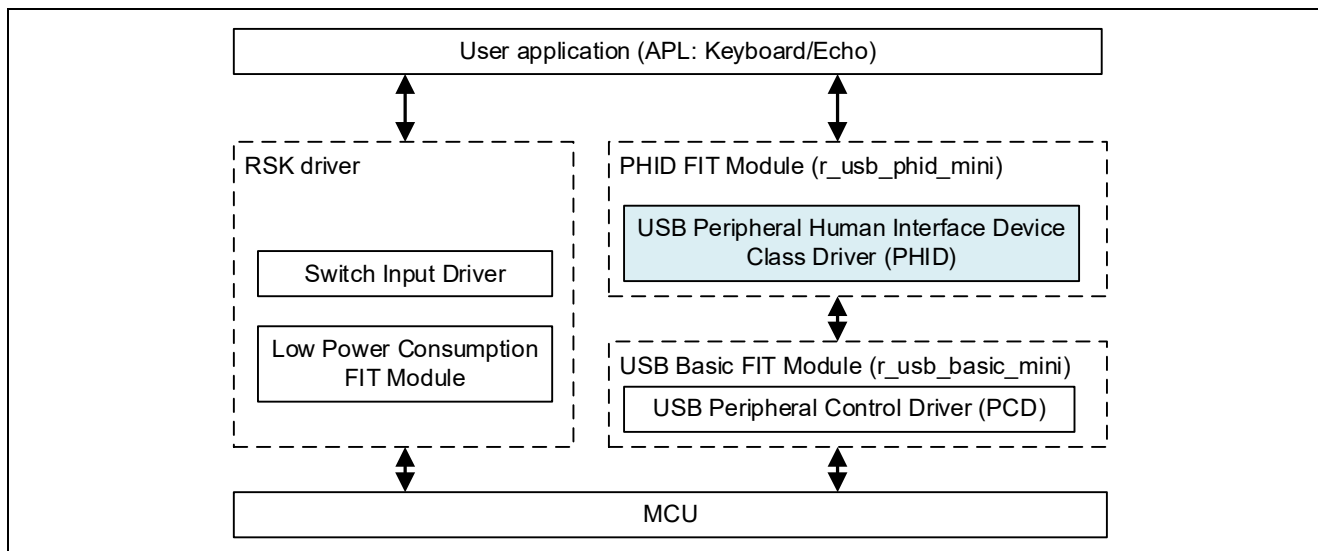 User application (APL: Keyboard/Echo)
RSK driver
Switch Input Driver
Low Power Consumption
FIT Module
PHID FIT Module (r_usb_phid_mini)
USB Peripheral Human Interface Device
Class Driver (PHID)
USB Basic FIT Module (r_usb_basic_mini)
USB Peripheral Control Driver (PCD)
MCU